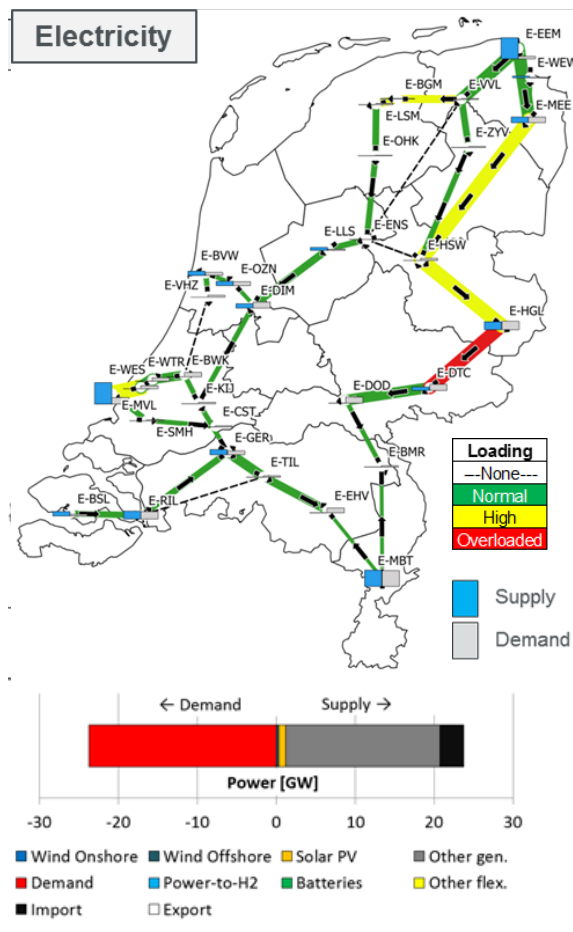 Electricity
E-EEM
E-WEW
E-VVL
E-BGM
E-MEE
E-LSM
E-ZYV
E-OHK
E-ENS
E-LLS
E-HSW
E-BVW
E-OZN
E-VHZ
E-DIM
E-HGL
E-WTR
E-BWK
E-WES
E-DTC
E-KIJ
E-DOD
E-MVL
E-CST
E-SMH
E-GER
E-BMR
E-TIL
Loading
---None---
Normal
High
Overloaded
E-BSL
E-RIL
E-EHV
E-MBT
Supply
Demand
← Demand Supply →
Power [GW]
-30 -20 -10 0 10 20 30
Wind Onshore Wind Offshore Solar PV Other gen.
Demand Power-to-H2 Batteries Other flex.
Import Export